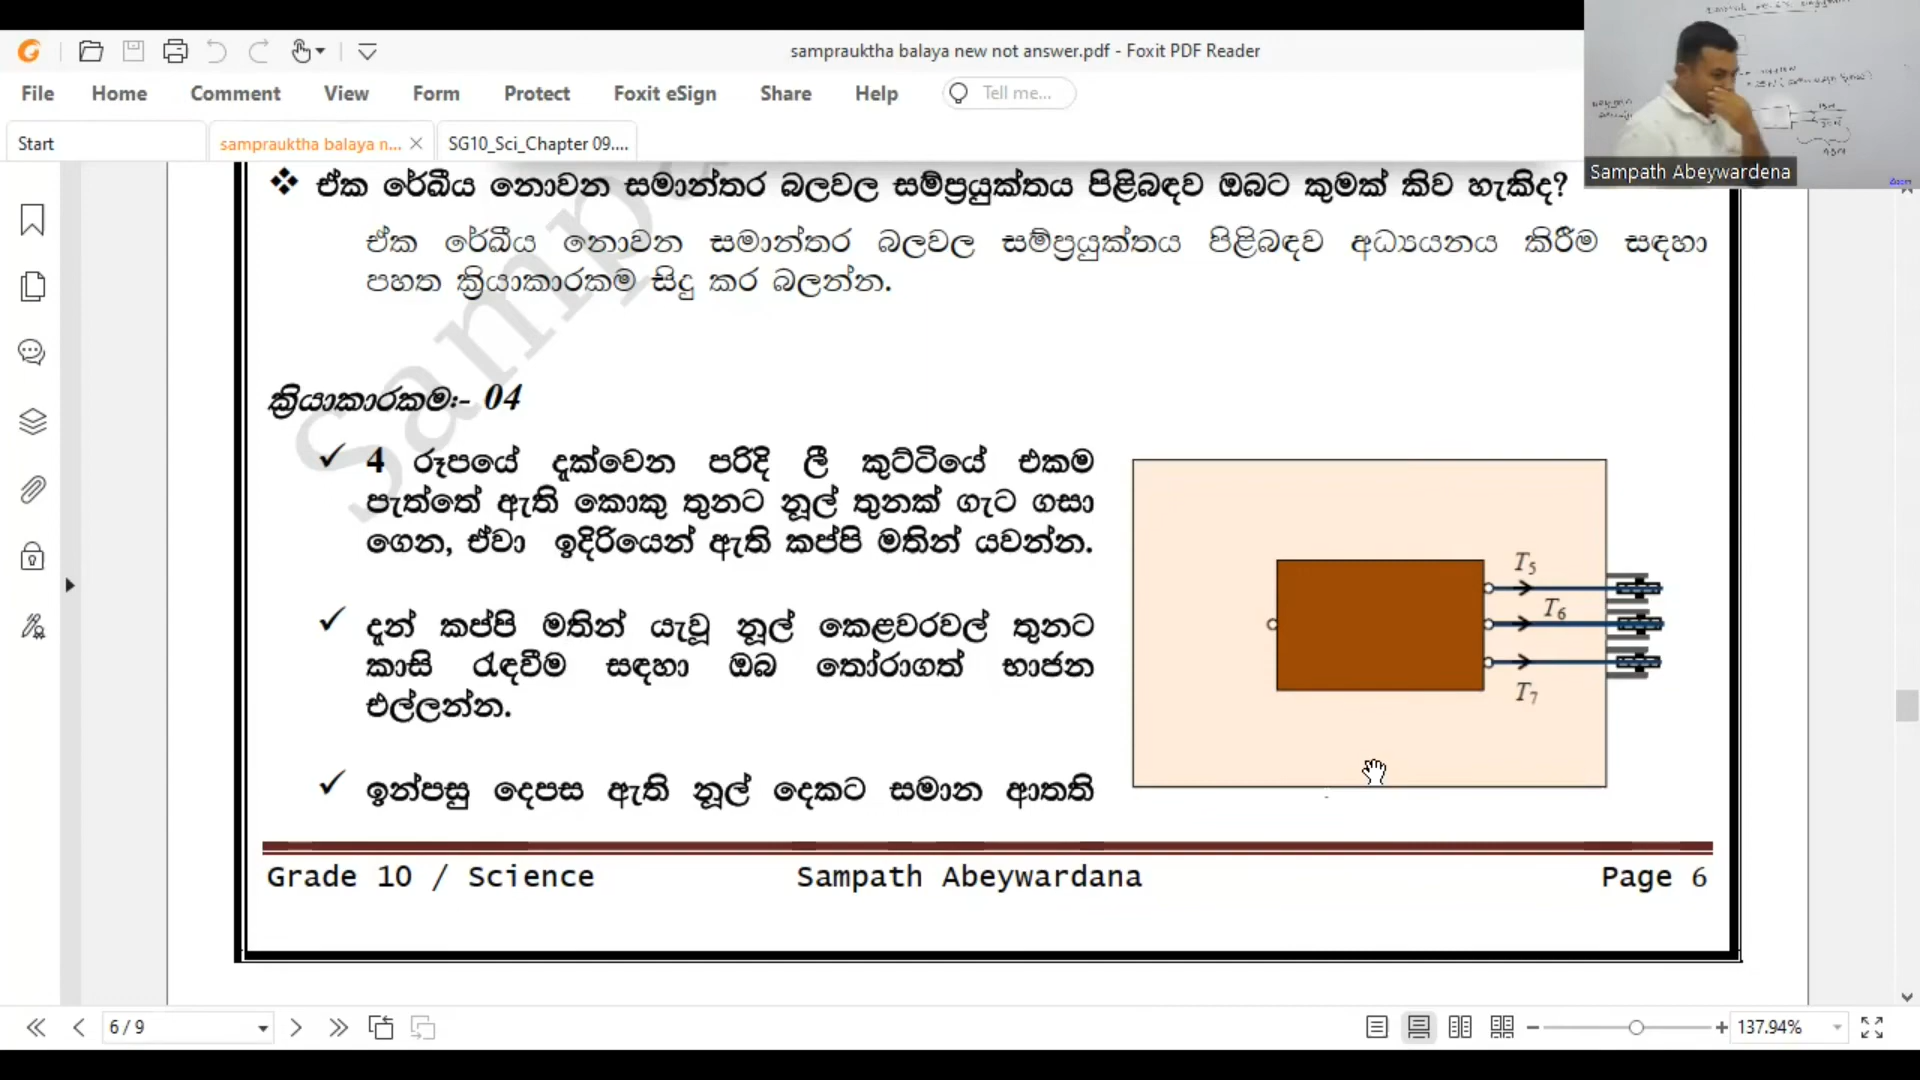 samprauktha balaya new not answer.pdf - Foxit PDF Reader
File Home Comment View Form Protect Foxit eSign Share Help Tell me...
Start samprauktha balaya n... SG10_Sci_Chapter 09....
Sampath Abeywardena
zoom
❖ ඒක රේඛීය නොවන සමාන්තර බලවල සම්ප්‍රයුක්තය පිළිබඳව ඔබට කුමක් කිව හැකිද?
ඒක රේඛීය නොවන සමාන්තර බලවල සම්ප්‍රයුක්තය පිළිබඳව අධ්‍යයනය කිරීම සඳහා
පහත ක්‍රියාකාරකම සිදු කර බලන්න.
ක්‍රියාකාරකම:- 04
✓ 4 රූපයේ දැක්වෙන පරිදි ලී කුට්ටියේ එකම
පැත්තේ ඇති කොකු තුනට නූල් තුනක් ගැට ගසා
ගෙන, ඒවා ඉදිරියෙන් ඇති කප්පි මතින් යවන්න.
✓ දැන් කප්පි මතින් යැවූ නූල් කෙළවරවල් තුනට
කාසි රැඳවීම සඳහා ඔබ තෝරාගත් භාජන
එල්ලන්න.
✓ ඉන්පසු දෙපස ඇති නූල් දෙකට සමාන ආතති
T5
T6
T7
Grade 10 / Science Sampath Abeywardana Page 6
6 / 9 137.94%